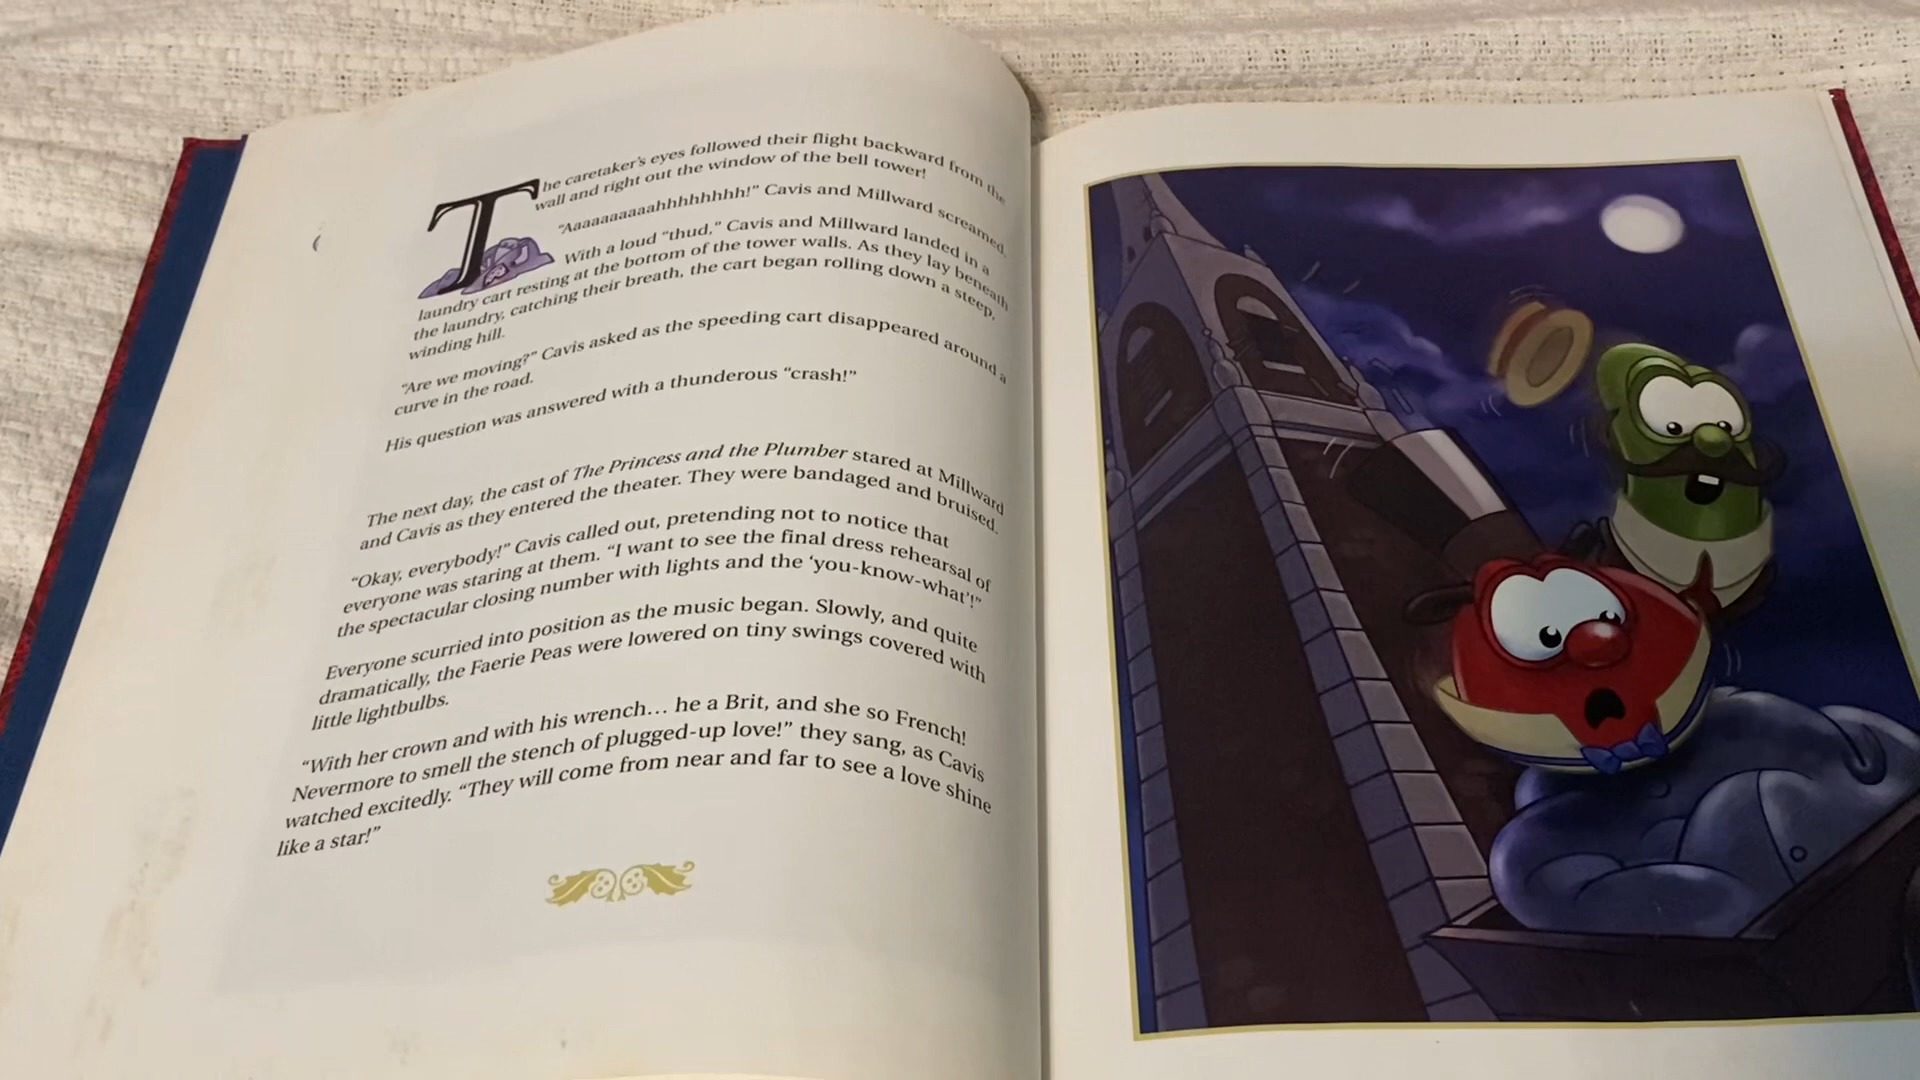 The caretaker's eyes followed their flight backward from the
wall and right out the window of the bell tower!
“Aaaaaaaaaahhhhhhhhh!” Cavis and Millward screamed.
With a loud “thud,” Cavis and Millward landed in a
laundry cart resting at the bottom of the tower walls. As they lay beneath
the laundry, catching their breath, the cart began rolling down a steep,
winding hill.
“Are we moving?” Cavis asked as the speeding cart disappeared around a
curve in the road.
His question was answered with a thunderous “crash!”
The next day, the cast of The Princess and the Plumber stared at Millward
and Cavis as they entered the theater. They were bandaged and bruised.
“Okay, everybody!” Cavis called out, pretending not to notice that
everyone was staring at them. “I want to see the final dress rehearsal of
the spectacular closing number with lights and the ‘you-know-what’!”
Everyone scurried into position as the music began. Slowly, and quite
dramatically, the Faerie Peas were lowered on tiny swings covered with
little lightbulbs.
“With her crown and with his wrench… he a Brit, and she so French!
Nevermore to smell the stench of plugged-up love!” they sang, as Cavis
watched excitedly. “They will come from near and far to see a love shine
like a star!”